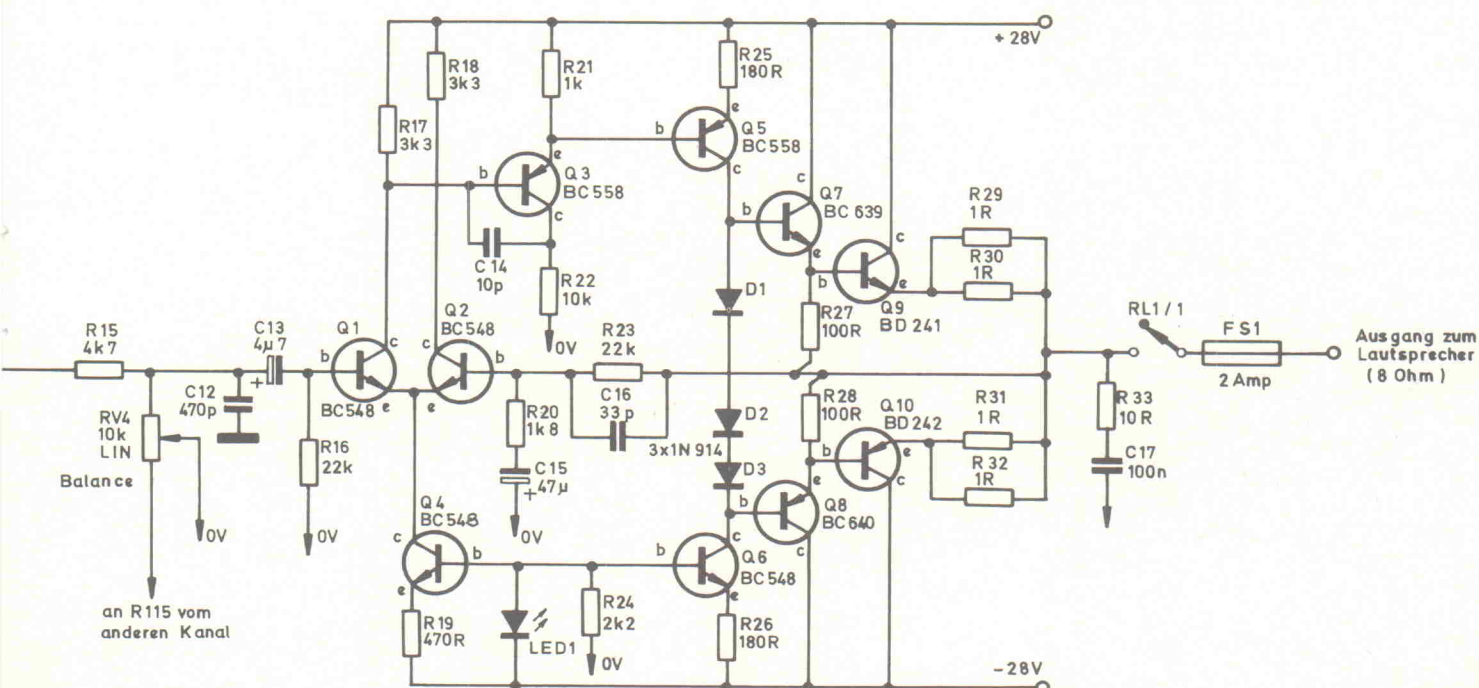 + 28V
R18
3k3
R21
1k
R25
180R
R17
3k3
b
e
c
Q3
BC558
b
e
c
Q5
BC558
C14
10p
R22
10k
0V
c
b
e
Q7
BC 639
c
b
e
Q9
BD 241
R29
1R
R30
1R
D1
R27
100R
R15
4k7
C13
4µ7
+
Q1
b
c
e
BC548
Q2
BC548
c
b
e
R23
22k
C16
33p
C12
470p
RV4
10k
LIN
Balance
0V
R16
22k
0V
R20
1k8
C15
47µ
+
0V
D2
3x1N 914
D3
R28
100R
Q10
BD242
b
e
c
R31
1R
R32
1R
RL1/1
FS1
2 Amp
Ausgang zum
Lautsprecher
( 8 Ohm )
R33
10R
C17
100n
b
e
c
Q8
BC640
Q4
BC548
c
b
e
b
c
e
Q6
BC548
R19
470R
LED1
R24
2k2
0V
R26
180R
an R115 vom
anderen Kanal
-28V